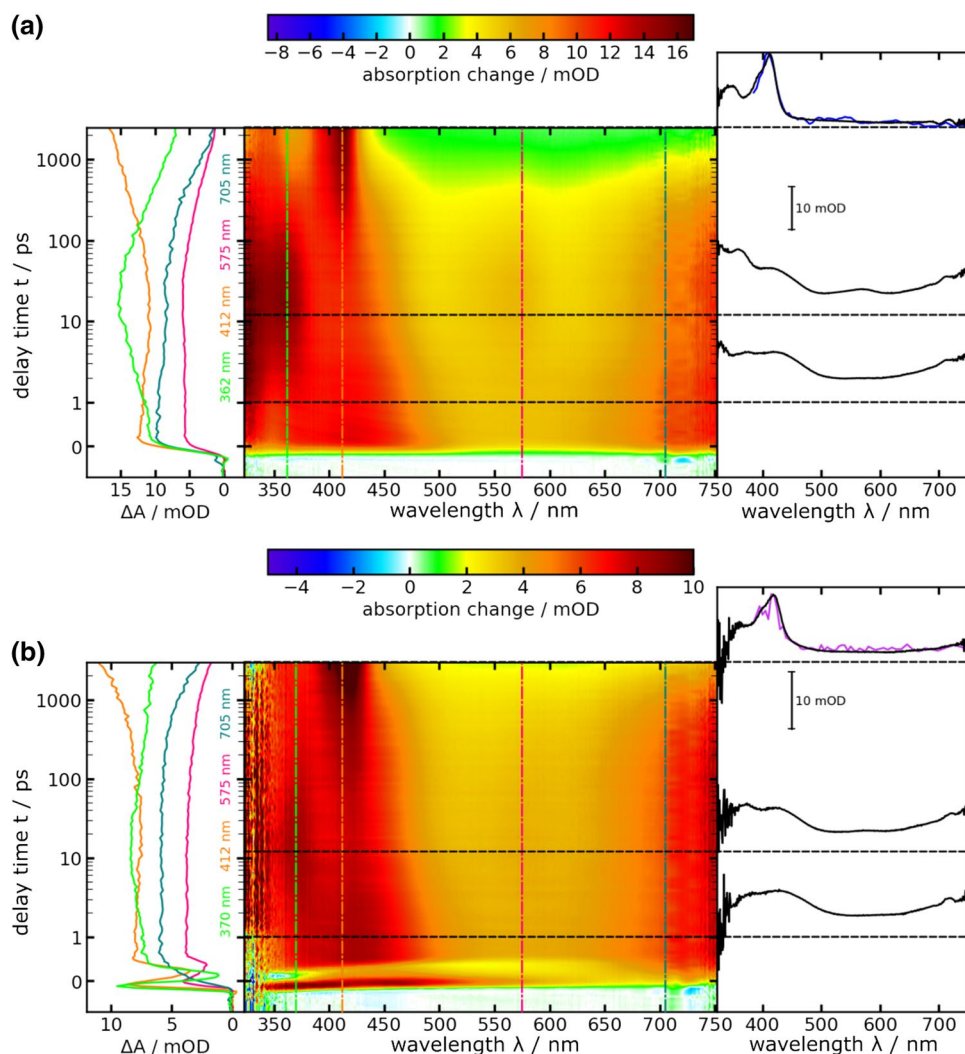 (a)
−8 −6 −4 −2 0 2 4 6 8 10 12 14 16
absorption change / mOD
delay time t / ps
1000
100
10
1
0
705 nm
575 nm
412 nm
362 nm
10 mOD
15 10 5 0
ΔA / mOD
350 400 450 500 550 600 650 700 750
wavelength λ / nm
400 500 600 700
wavelength λ / nm
−4 −2 0 2 4 6 8 10
absorption change / mOD
(b)
delay time t / ps
1000
100
10
1
0
705 nm
575 nm
412 nm
370 nm
10 mOD
10 5 0
ΔA / mOD
350 400 450 500 550 600 650 700 750
wavelength λ / nm
400 500 600 700
wavelength λ / nm